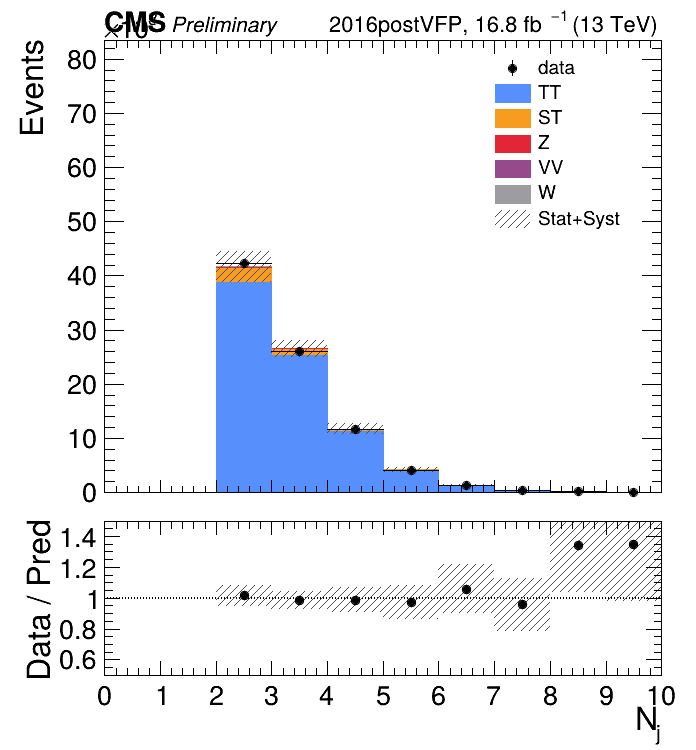 CMS Preliminary 2016postVFP, 16.8 fb⁻¹ (13 TeV)
Events
80
70
60
50
40
30
20
10
0
data
TT
ST
Z
VV
W
Stat+Syst
Data / Pred
1.4
1.2
1
0.8
0.6
0 1 2 3 4 5 6 7 8 9 10
Nj